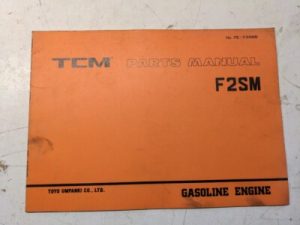 TCM PARTS MANUAL
F2SM
TOYO UMPANKI CO., LTD.
GASOLINE ENGINE